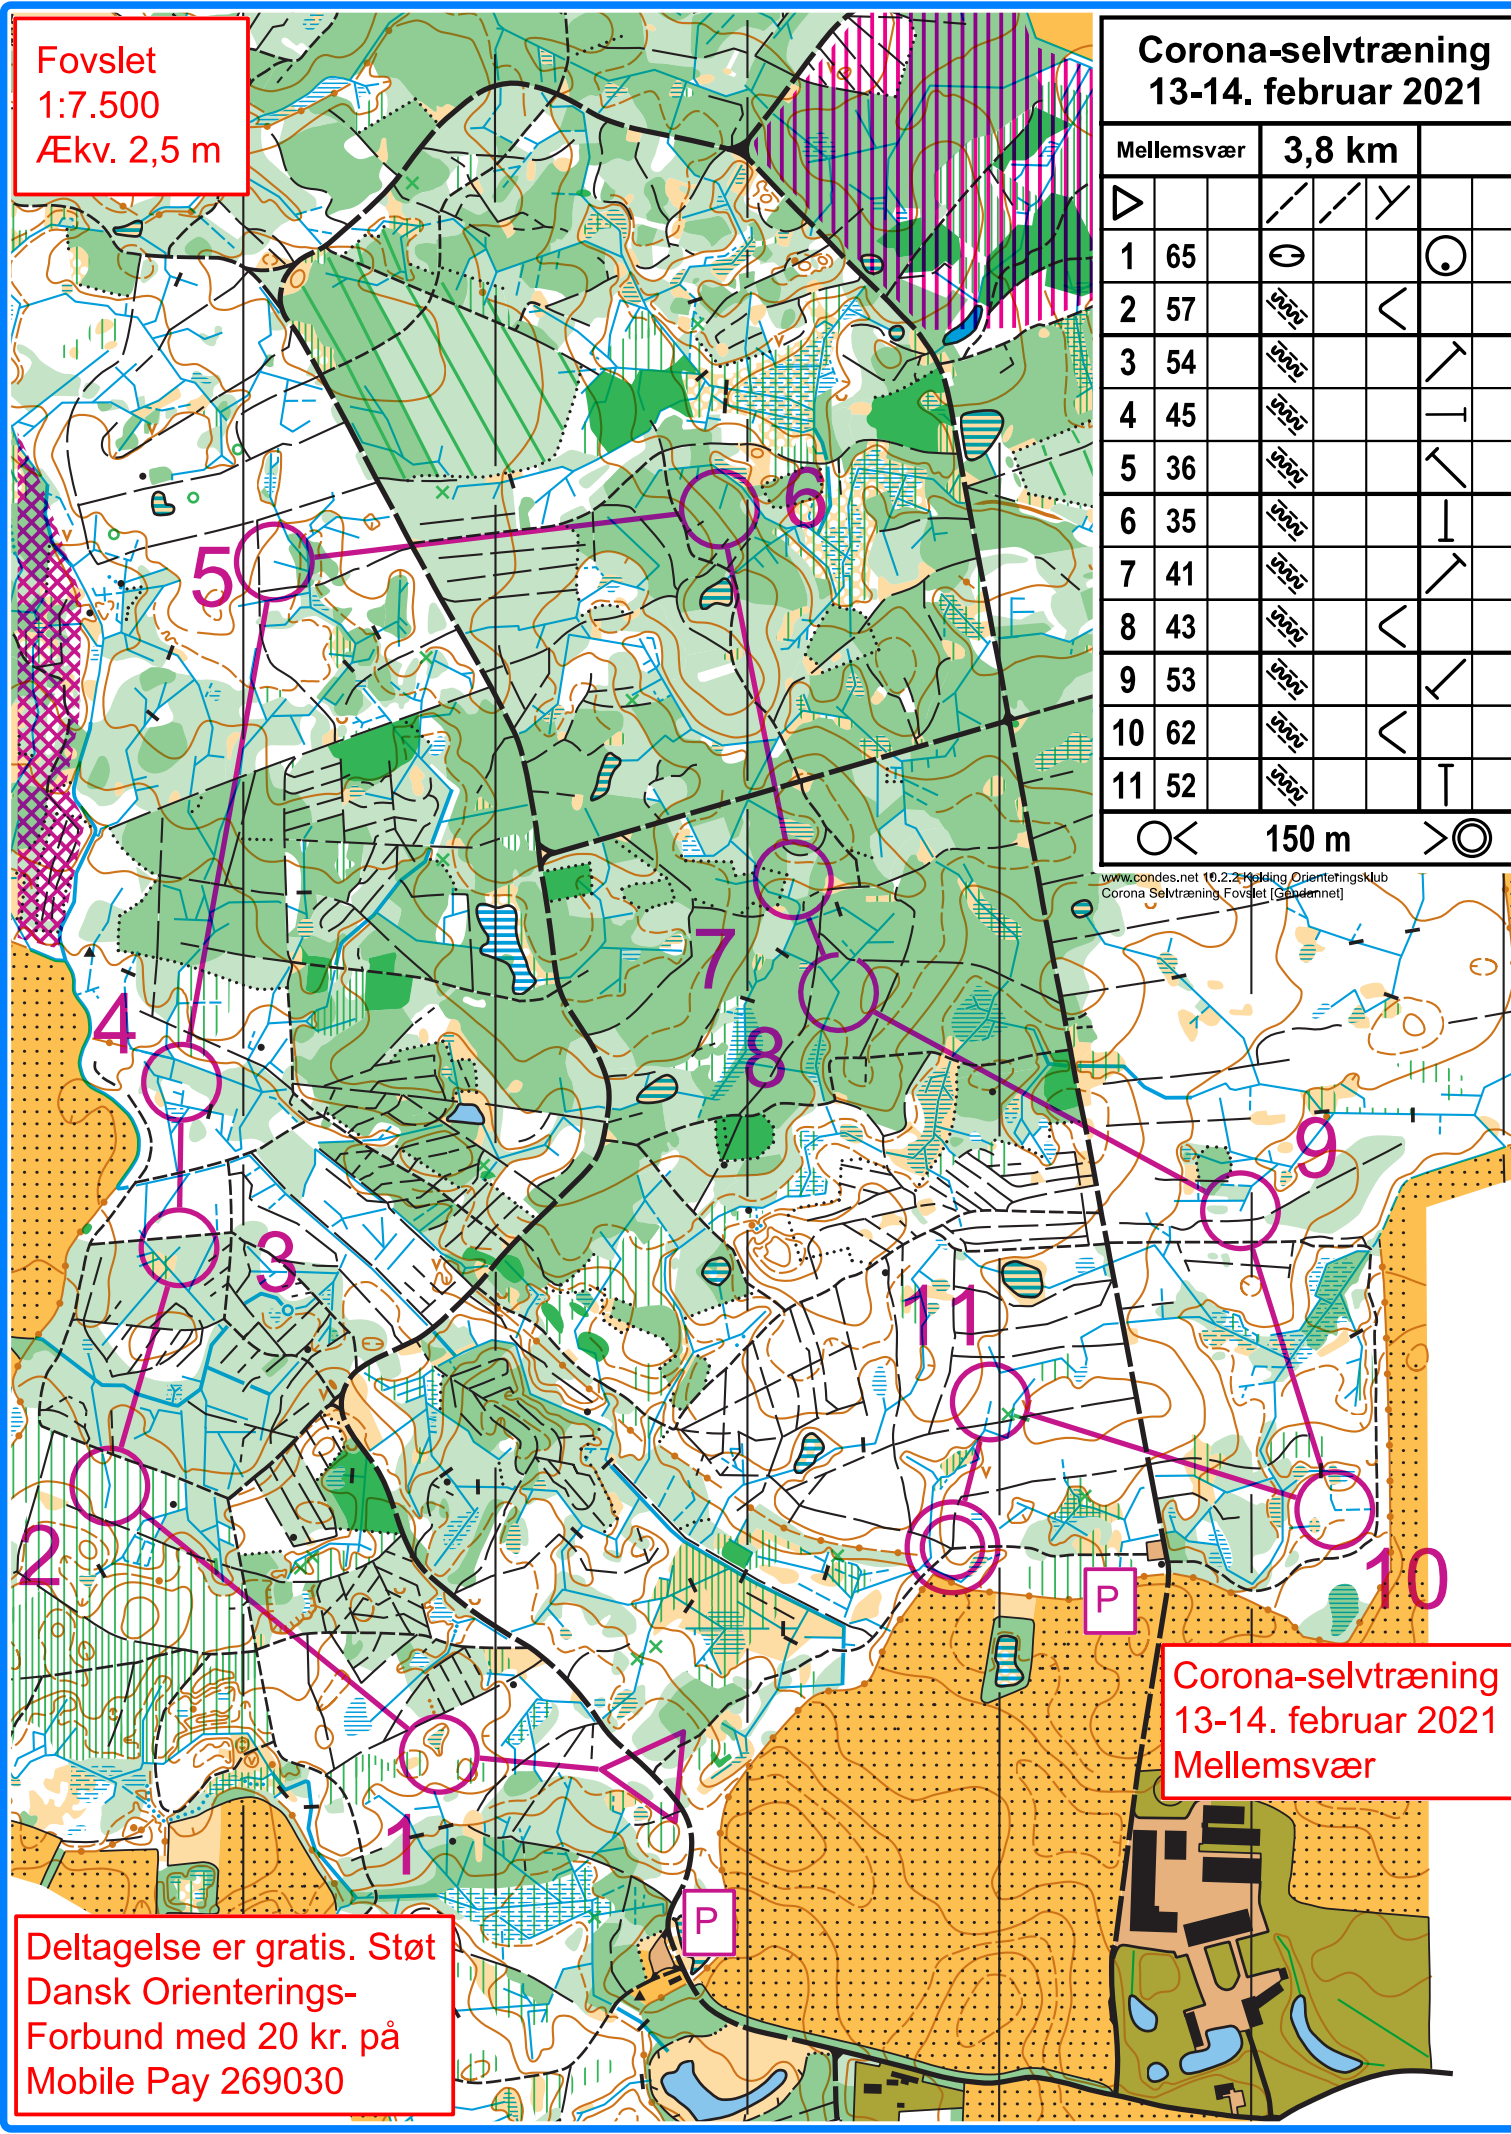 Fovslet
1:7.500
Ækv. 2,5 m
Corona-selvtræning
13-14. februar 2021
Mellemsvær 3,8 km
1 65
2 57
3 54
4 45
5 36
6 35
7 41
8 43
9 53
10 62
11 52
150 m
www.condes.net 10.2.2 Kolding Orienteringsklub
Corona Selvtræning Fovslet [Gendannet]
6
5
7
4
8
9
3
11
2
10
P
Corona-selvtræning
13-14. februar 2021
Mellemsvær
1
P
Deltagelse er gratis. Støt
Dansk Orienterings-
Forbund med 20 kr. på
Mobile Pay 269030